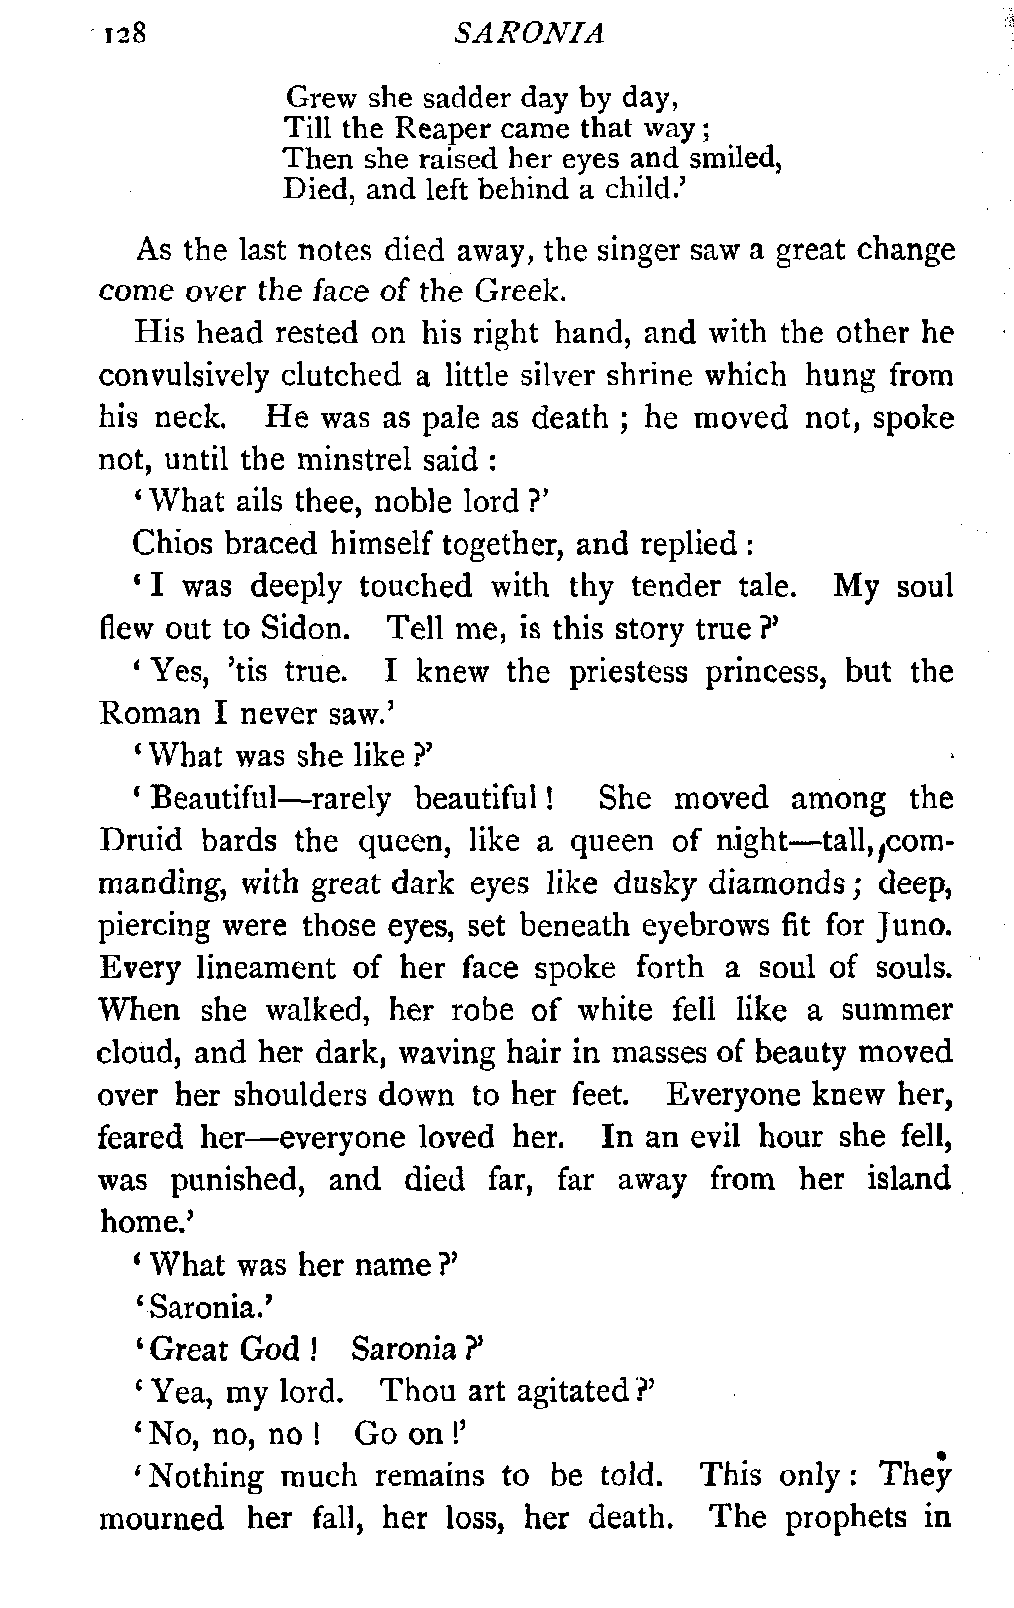 128 SARONIA
Grew she sadder day by day,
Till the Reaper came that way;
Then she raised her eyes and smiled,
Died, and left behind a child.’
As the last notes died away, the singer saw a great change
come over the face of the Greek.
His head rested on his right hand, and with the other he
convulsively clutched a little silver shrine which hung from
his neck. He was as pale as death ; he moved not, spoke
not, until the minstrel said :
‘What ails thee, noble lord ?’
Chios braced himself together, and replied :
‘I was deeply touched with thy tender tale. My soul
flew out to Sidon. Tell me, is this story true ?’
‘Yes, ’tis true. I knew the priestess princess, but the
Roman I never saw.’
‘What was she like ?’
‘Beautiful—rarely beautiful! She moved among the
Druid bards the queen, like a queen of night—tall, com-
manding, with great dark eyes like dusky diamonds; deep,
piercing were those eyes, set beneath eyebrows fit for Juno.
Every lineament of her face spoke forth a soul of souls.
When she walked, her robe of white fell like a summer
cloud, and her dark, waving hair in masses of beauty moved
over her shoulders down to her feet. Everyone knew her,
feared her—everyone loved her. In an evil hour she fell,
was punished, and died far, far away from her island
home.’
‘What was her name ?’
‘Saronia.’
‘Great God ! Saronia ?’
‘Yea, my lord. Thou art agitated ?’
‘No, no, no ! Go on !’
‘Nothing much remains to be told. This only : They
mourned her fall, her loss, her death. The prophets in